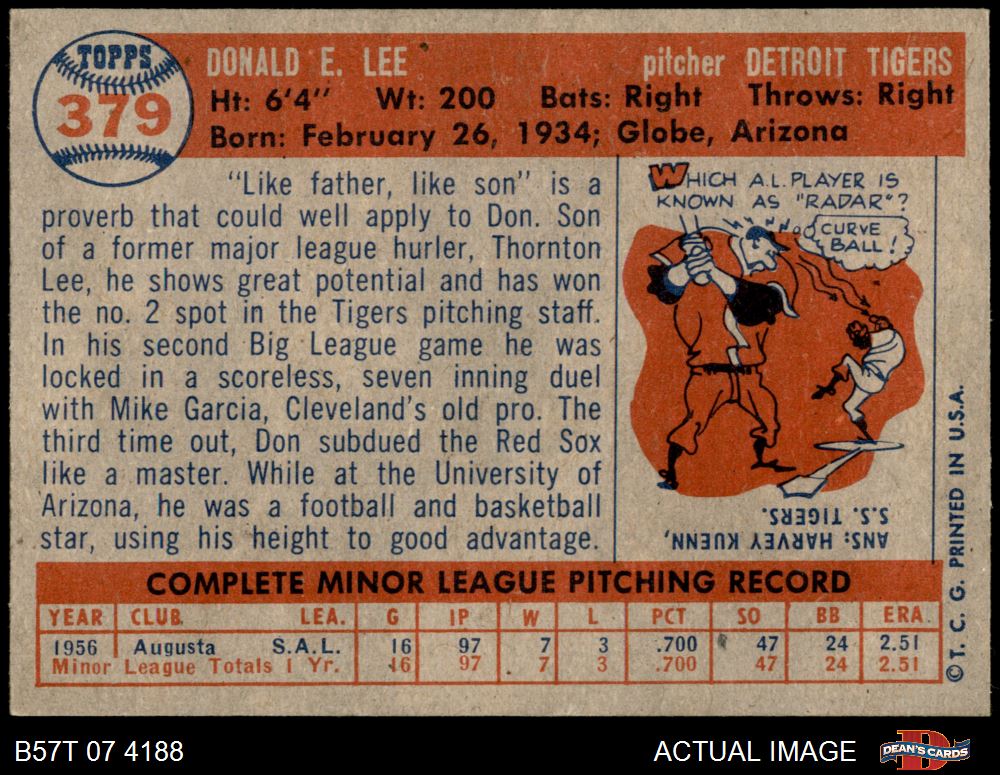 TOPPS
379
DONALD E. LEE pitcher DETROIT TIGERS
Ht: 6'4" Wt: 200 Bats: Right Throws: Right
Born: February 26, 1934; Globe, Arizona
"Like father, like son" is a
proverb that could well apply to Don. Son
of a former major league hurler, Thornton
Lee, he shows great potential and has won
the no. 2 spot in the Tigers pitching staff.
In his second Big League game he was
locked in a scoreless, seven inning duel
with Mike Garcia, Cleveland's old pro. The
third time out, Don subdued the Red Sox
like a master. While at the University of
Arizona, he was a football and basketball
star, using his height to good advantage.
WHICH A.L. PLAYER IS
KNOWN AS "RADAR"?
CURVE
BALL!
ANS: HARVEY KUENN,
S.S. TIGERS.
COMPLETE MINOR LEAGUE PITCHING RECORD
YEAR CLUB LEA. G IP W L PCT SO BB ERA
1956 Augusta S.A.L. 16 97 7 3 .700 47 24 2.51
Minor League Totals 1 Yr. 16 97 7 3 .700 47 24 2.51
© T. C. G. PRINTED IN U.S.A.
B57T 07 4188 ACTUAL IMAGE DEAN'S CARDS